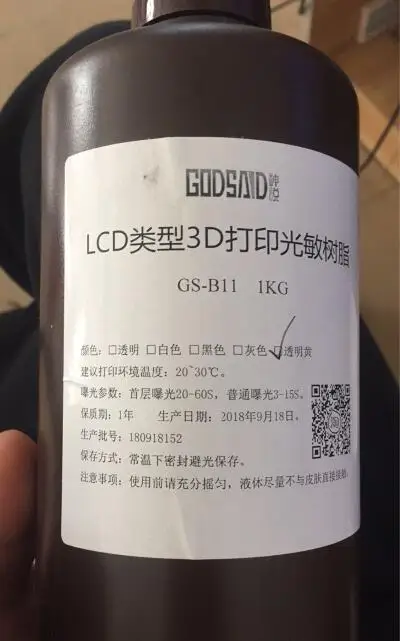 GODSAID 神说
LCD类型3D打印光敏树脂
GS-B11 1KG
颜色：□透明 □白色 □黑色 □灰色 □透明黄
建议打印环境温度：20~30℃。
曝光参数：首层曝光20-60S，普通曝光3-15S。
保质期：1年 生产日期：2018年9月18日。
生产批号：180918152
保存方式：常温下密封避光保存。
注意事项：使用前请充分摇匀，液体尽量不与皮肤直接接触。